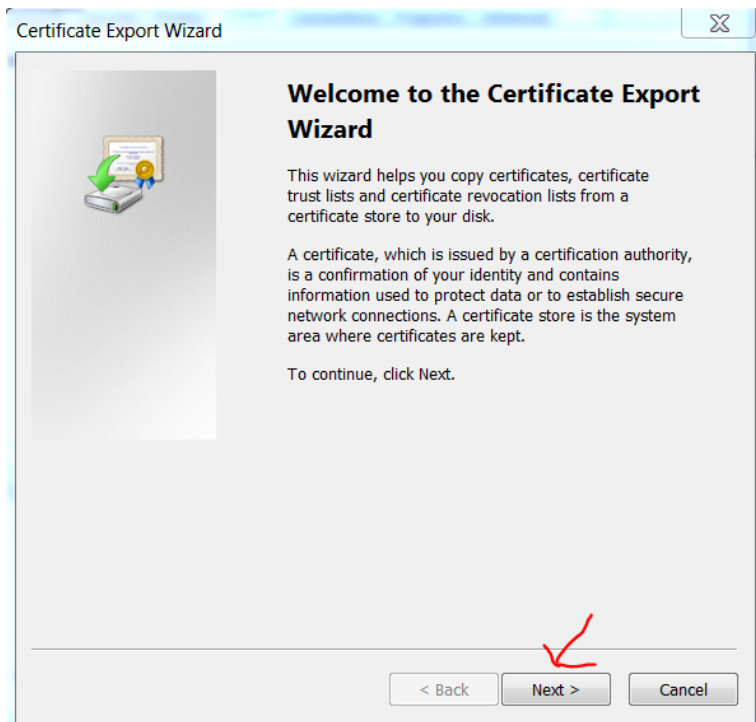 Certificate Export Wizard
Welcome to the Certificate Export
Wizard
This wizard helps you copy certificates, certificate
trust lists and certificate revocation lists from a
certificate store to your disk.
A certificate, which is issued by a certification authority,
is a confirmation of your identity and contains
information used to protect data or to establish secure
network connections. A certificate store is the system
area where certificates are kept.
To continue, click Next.
< Back Next > Cancel